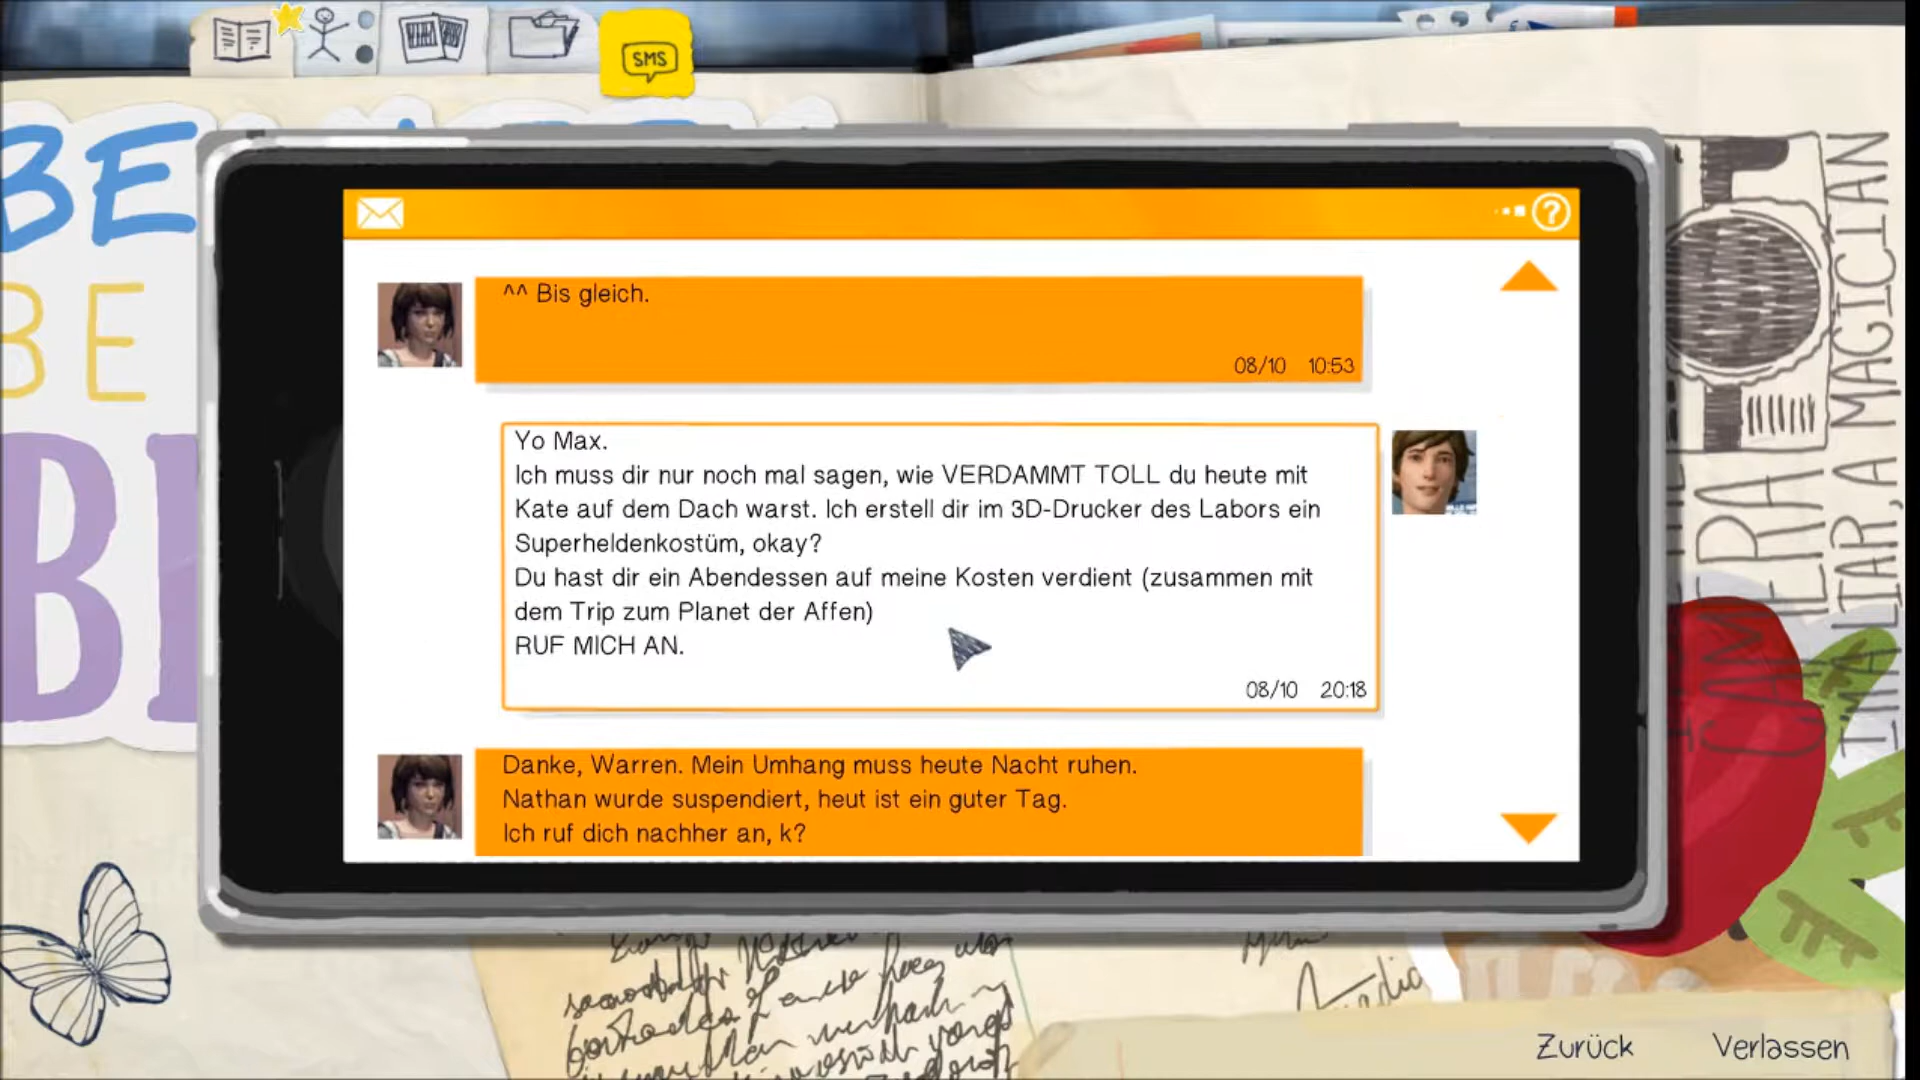 SMS
BE
BE
^^ Bis gleich.
08/10 10:53
Yo Max.
Ich muss dir nur noch mal sagen, wie VERDAMMT TOLL du heute mit
Kate auf dem Dach warst. Ich erstell dir im 3D-Drucker des Labors ein
Superheldenkostüm, okay?
Du hast dir ein Abendessen auf meine Kosten verdient (zusammen mit
dem Trip zum Planet der Affen)
RUF MICH AN.
08/10 20:18
Danke, Warren. Mein Umhang muss heute Nacht ruhen.
Nathan wurde suspendiert, heut ist ein guter Tag.
Ich ruf dich nachher an, k?
CAMERA
LIAR, A MAGICIAN
Zurück
Verlassen